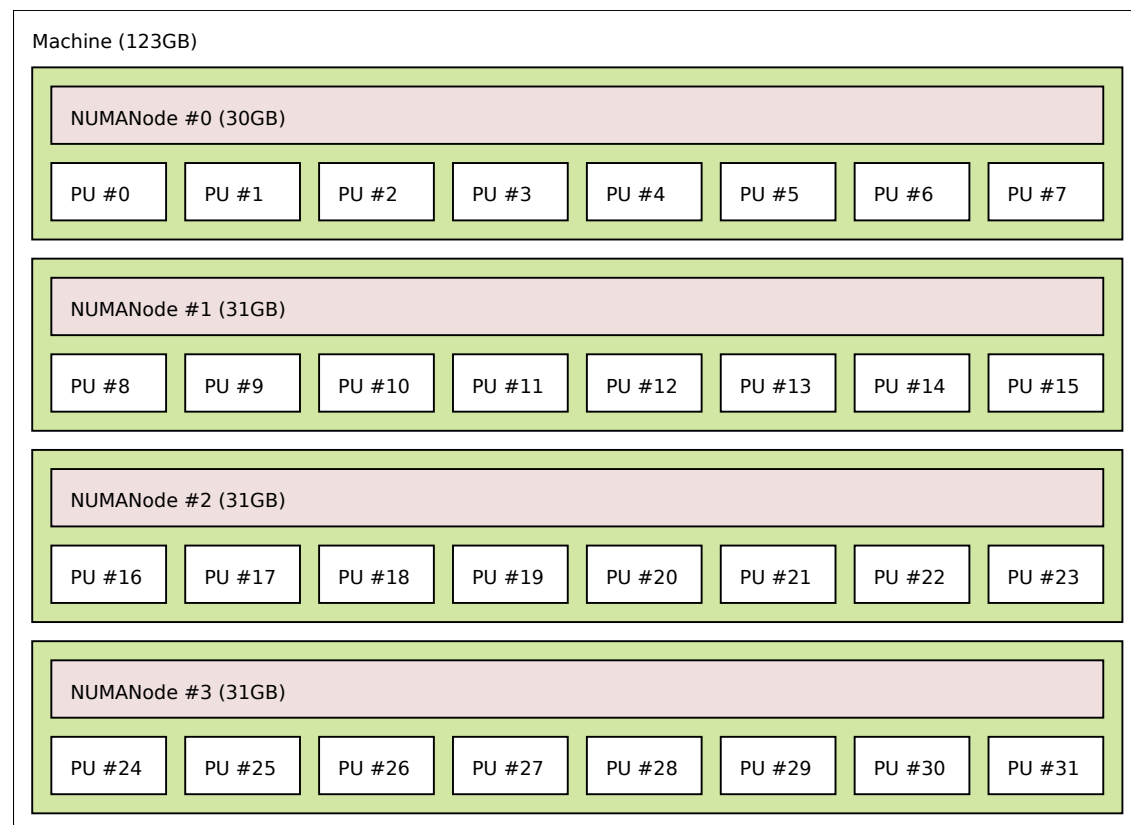 Machine (123GB)
NUMANode #0 (30GB)
PU #0 PU #1 PU #2 PU #3 PU #4 PU #5 PU #6 PU #7
NUMANode #1 (31GB)
PU #8 PU #9 PU #10 PU #11 PU #12 PU #13 PU #14 PU #15
NUMANode #2 (31GB)
PU #16 PU #17 PU #18 PU #19 PU #20 PU #21 PU #22 PU #23
NUMANode #3 (31GB)
PU #24 PU #25 PU #26 PU #27 PU #28 PU #29 PU #30 PU #31